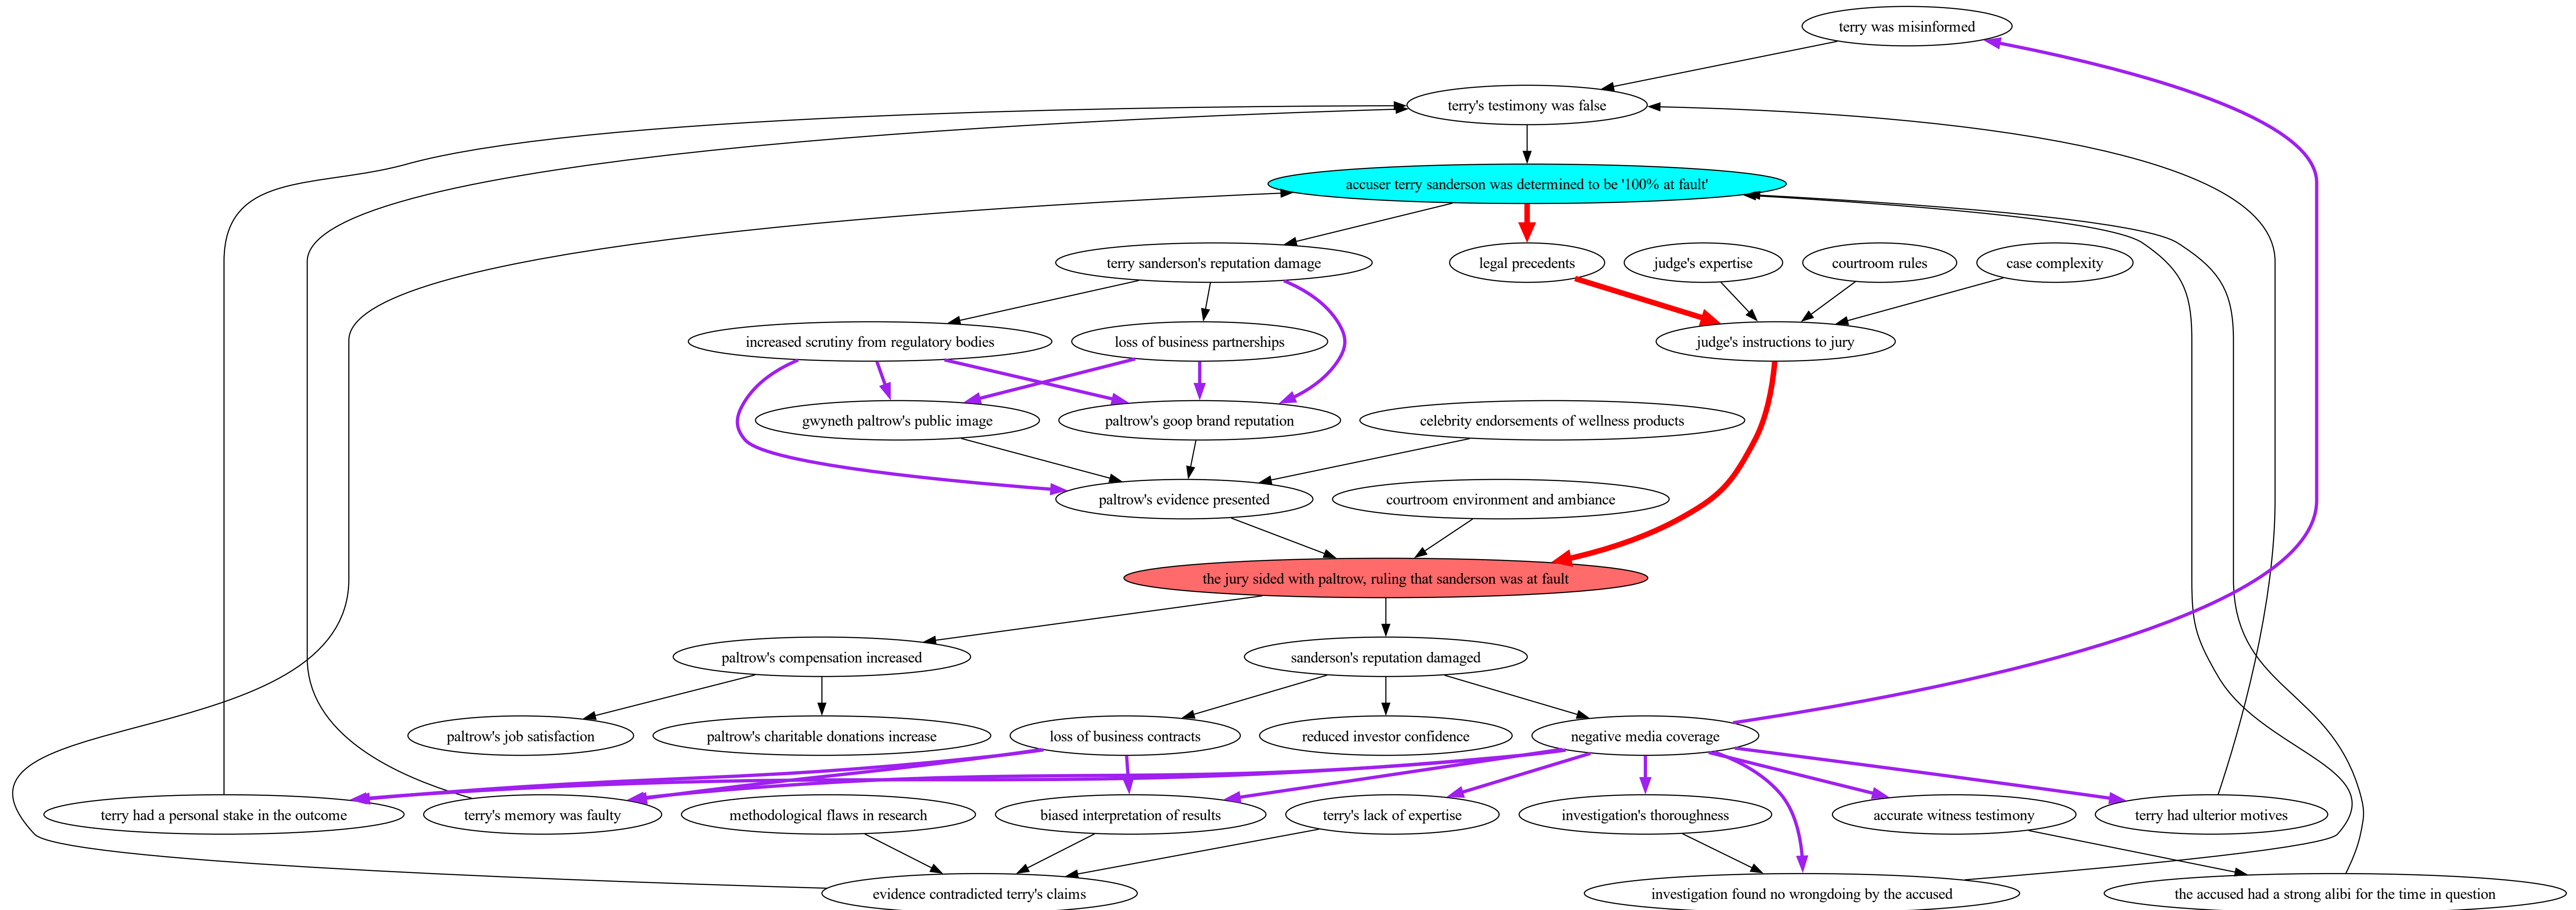 terry was misinformed
terry's testimony was false
accuser terry sanderson was determined to be '100% at fault'
terry sanderson's reputation damage
legal precedents
judge's expertise
courtroom rules
case complexity
increased scrutiny from regulatory bodies
loss of business partnerships
judge's instructions to jury
gwyneth paltrow's public image
paltrow's goop brand reputation
celebrity endorsements of wellness products
paltrow's evidence presented
courtroom environment and ambiance
the jury sided with paltrow, ruling that sanderson was at fault
paltrow's compensation increased
sanderson's reputation damaged
paltrow's job satisfaction
paltrow's charitable donations increase
loss of business contracts
reduced investor confidence
negative media coverage
terry had a personal stake in the outcome
terry's memory was faulty
methodological flaws in research
biased interpretation of results
terry's lack of expertise
investigation's thoroughness
accurate witness testimony
terry had ulterior motives
evidence contradicted terry's claims
investigation found no wrongdoing by the accused
the accused had a strong alibi for the time in question